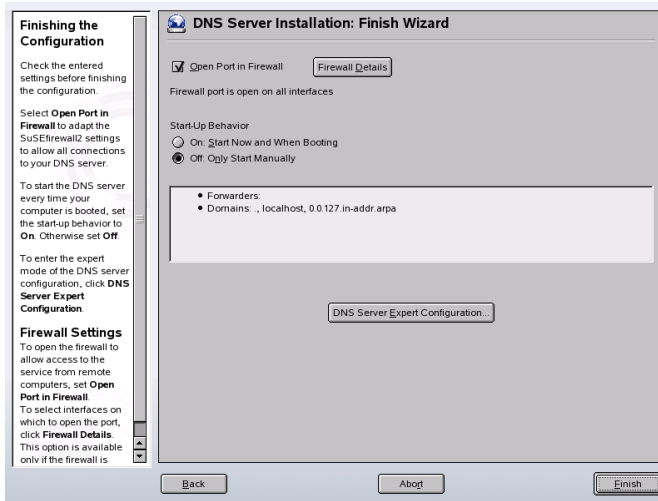 Finishing the
Configuration
Check the entered
settings before finishing
the configuration.
Select Open Port in
Firewall to adapt the
SuSEfirewall2 settings
to allow all connections
to your DNS server.
To start the DNS server
every time your
computer is booted, set
the start-up behavior to
On. Otherwise set Off.
To enter the expert
mode of the DNS server
configuration, click DNS
Server Expert
Configuration.
Firewall Settings
To open the firewall to
allow access to the
service from remote
computers, set Open
Port in Firewall.
To select interfaces on
which to open the port,
click Firewall Details.
This option is available
only if the firewall is
DNS Server Installation: Finish Wizard
Open Port in Firewall
Firewall Details
Firewall port is open on all interfaces
Start-Up Behavior
On: Start Now and When Booting
Off: Only Start Manually
• Forwarders:
• Domains: ., localhost, 0.0.127.in-addr.arpa
DNS Server Expert Configuration...
Back
Abort
Finish